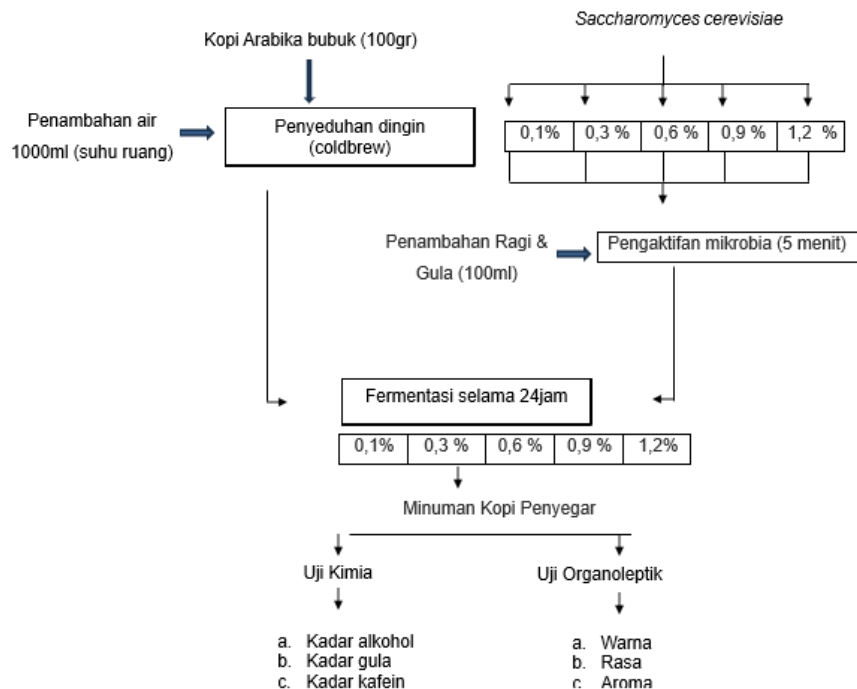 Saccharomyces cerevisiae
Kopi Arabika bubuk (100gr)
Penambahan air
1000ml (suhu ruang)
Penyeduhan dingin
(coldbrew)
0,1% 0,3 % 0,6 % 0,9 % 1,2 %
Penambahan Ragi &
Gula (100ml)
Pengaktifan mikrobia (5 menit)
Fermentasi selama 24jam
0,1% 0,3 % 0,6 % 0,9 % 1,2%
Minuman Kopi Penyegar
Uji Kimia
a. Kadar alkohol
b. Kadar gula
c. Kadar kafein
Uji Organoleptik
a. Warna
b. Rasa
c. Aroma